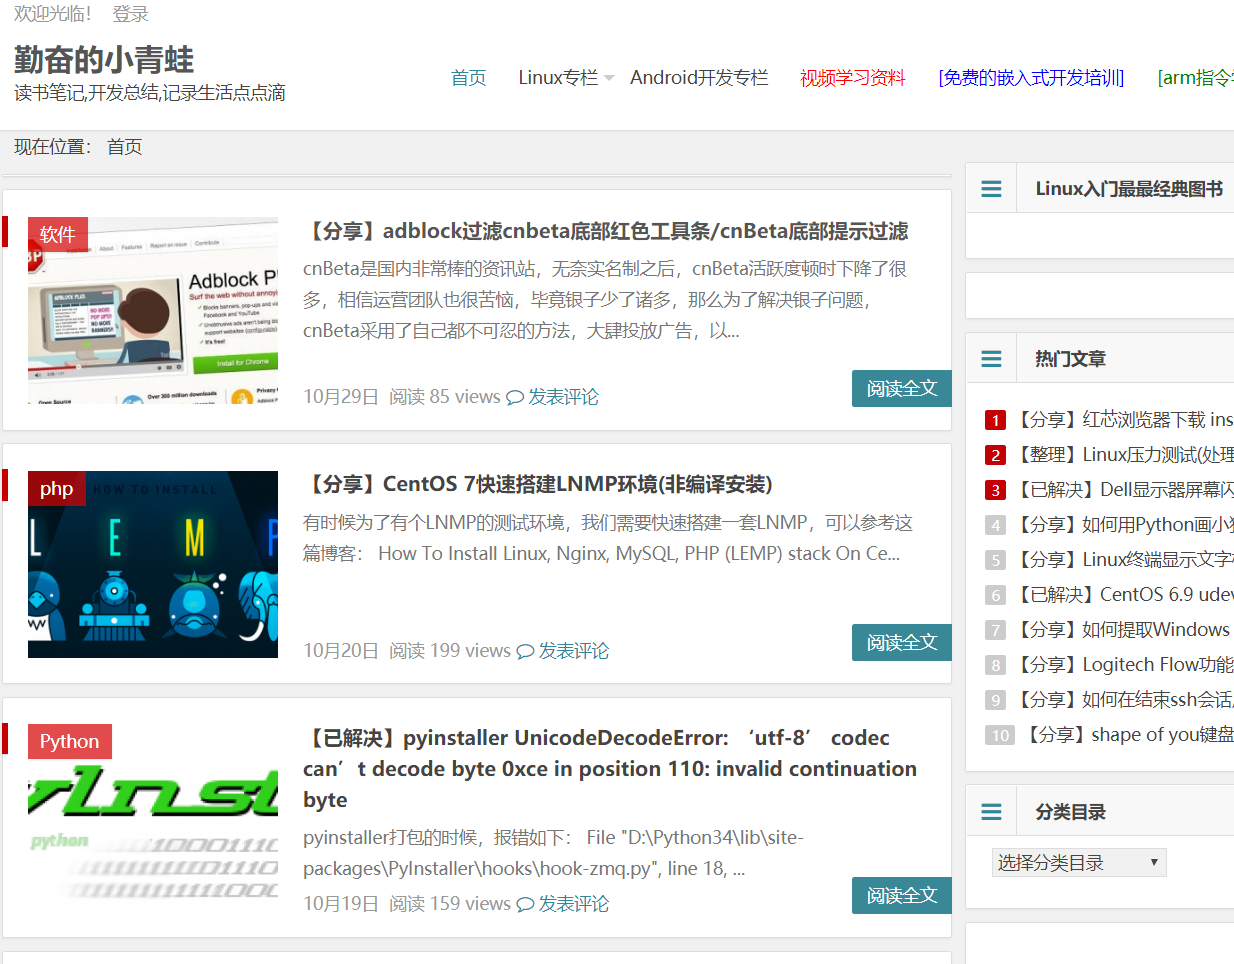 欢迎光临! 登录
勤奋的小青蛙
读书笔记,开发总结,记录生活点点滴
首页 Linux专栏 Android开发专栏 视频学习资料 [免费的嵌入式开发培训] [arm指令
现在位置: 首页
软件
About Features Report an issue Contribute
Adblock P
Surf the web without annoyi
Install for Chrome
Open Source
Over 300 million downloads
【分享】adblock过滤cnbeta底部红色工具条/cnBeta底部提示过滤
cnBeta是国内非常棒的资讯站，无奈实名制之后，cnBeta活跃度顿时下降了很
多，相信运营团队也很苦恼，毕竟银子少了诸多，那么为了解决银子问题，
cnBeta采用了自己都不可忍的方法，大肆投放广告，以...
10月29日 阅读 85 views 发表评论
阅读全文
php
HOW TO INSTALL
L E M P
【分享】CentOS 7快速搭建LNMP环境(非编译安装)
有时候为了有个LNMP的测试环境，我们需要快速搭建一套LNMP，可以参考这
篇博客： How To Install Linux, Nginx, MySQL, PHP (LEMP) stack On Ce...
10月20日 阅读 199 views 发表评论
阅读全文
Python
python
【已解决】pyinstaller UnicodeDecodeError: ‘utf-8’ codec
can’t decode byte 0xce in position 110: invalid continuation
byte
pyinstaller打包的时候，报错如下： File "D:\Python34\lib\site-
packages\PyInstaller\hooks\hook-zmq.py", line 18, ...
10月19日 阅读 159 views 发表评论
阅读全文
Linux入门最最经典图书
热门文章
1 【分享】红芯浏览器下载 ins
2 【整理】Linux压力测试(处理
3 【已解决】Dell显示器屏幕闪
4 【分享】如何用Python画小
5 【分享】Linux终端显示文字
6 【已解决】CentOS 6.9 udev
7 【分享】如何提取Windows
8 【分享】Logitech Flow功能
9 【分享】如何在结束ssh会话
10 【分享】shape of you键盘
分类目录
选择分类目录